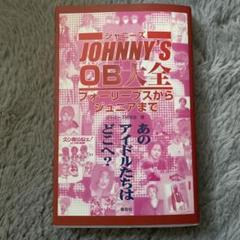 ジャニーズ
JOHNNY'S
OB大全
フォーリーブスから
ジュニアまで
あの
アイドルたちは
どこへ?